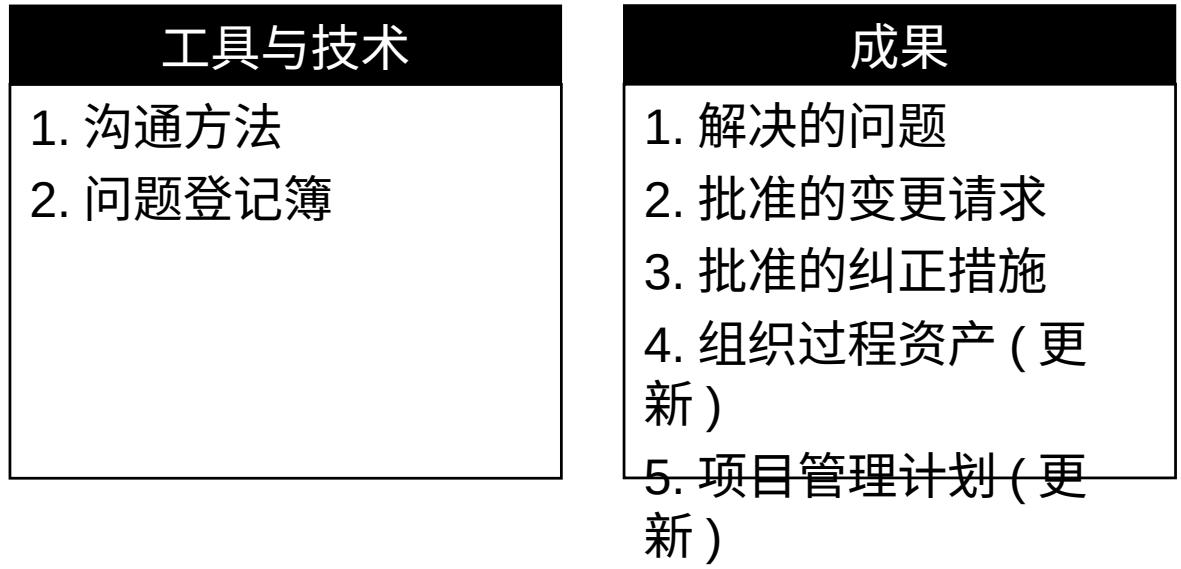 工具与技术
1. 沟通方法
2. 问题登记簿
成果
1. 解决的问题
2. 批准的变更请求
3. 批准的纠正措施
4. 组织过程资产 ( 更
新 )
5. 项目管理计划 ( 更
新 )